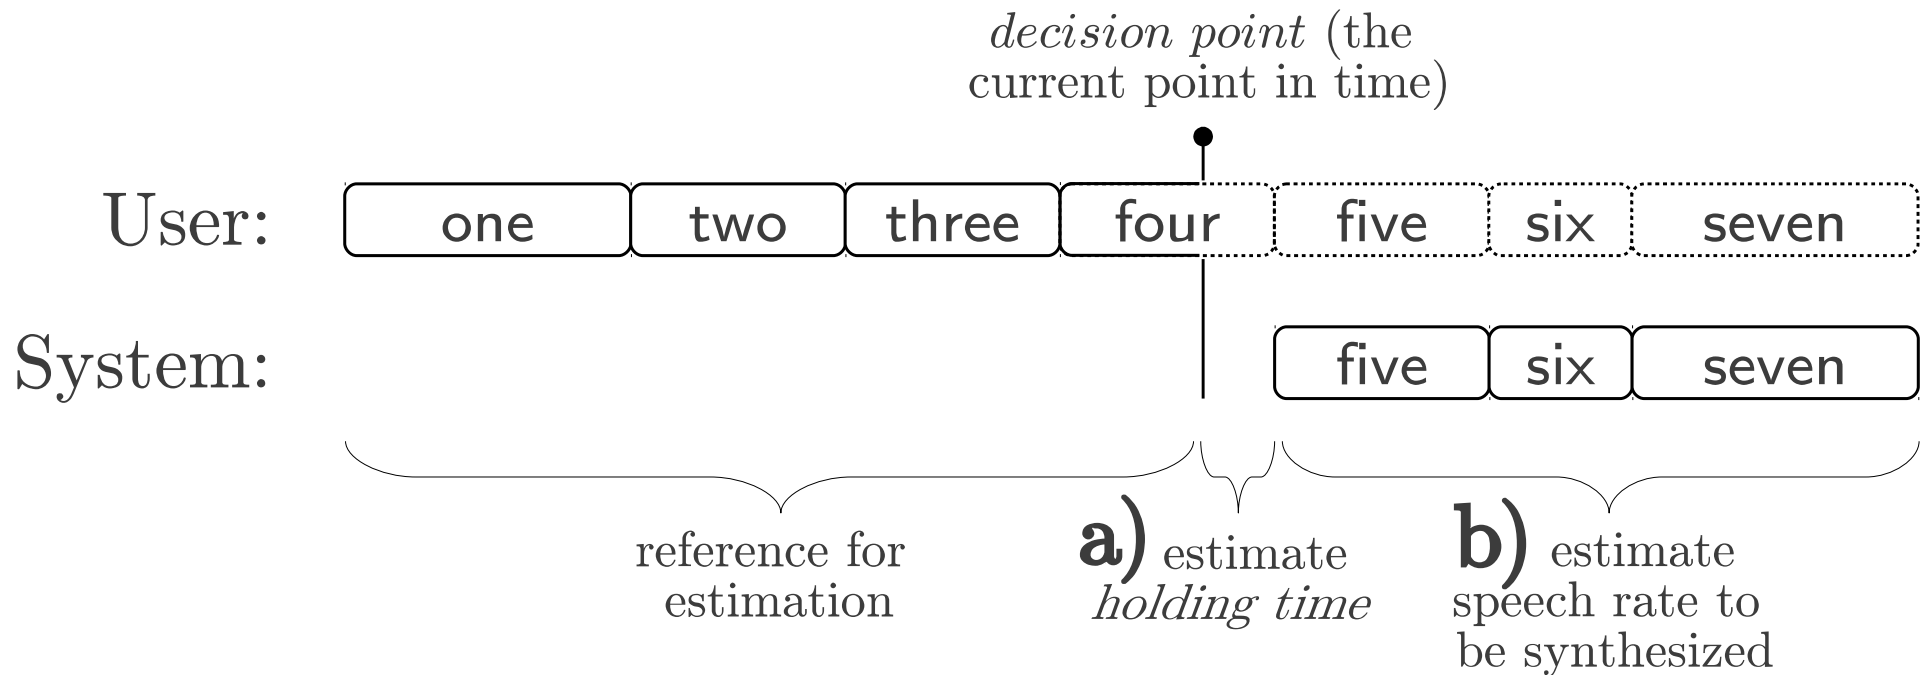 decision point (the
current point in time)
User: one two three four five six seven
System: five six seven
reference for
estimation
a) estimate
holding time
b) estimate
speech rate to
be synthesized